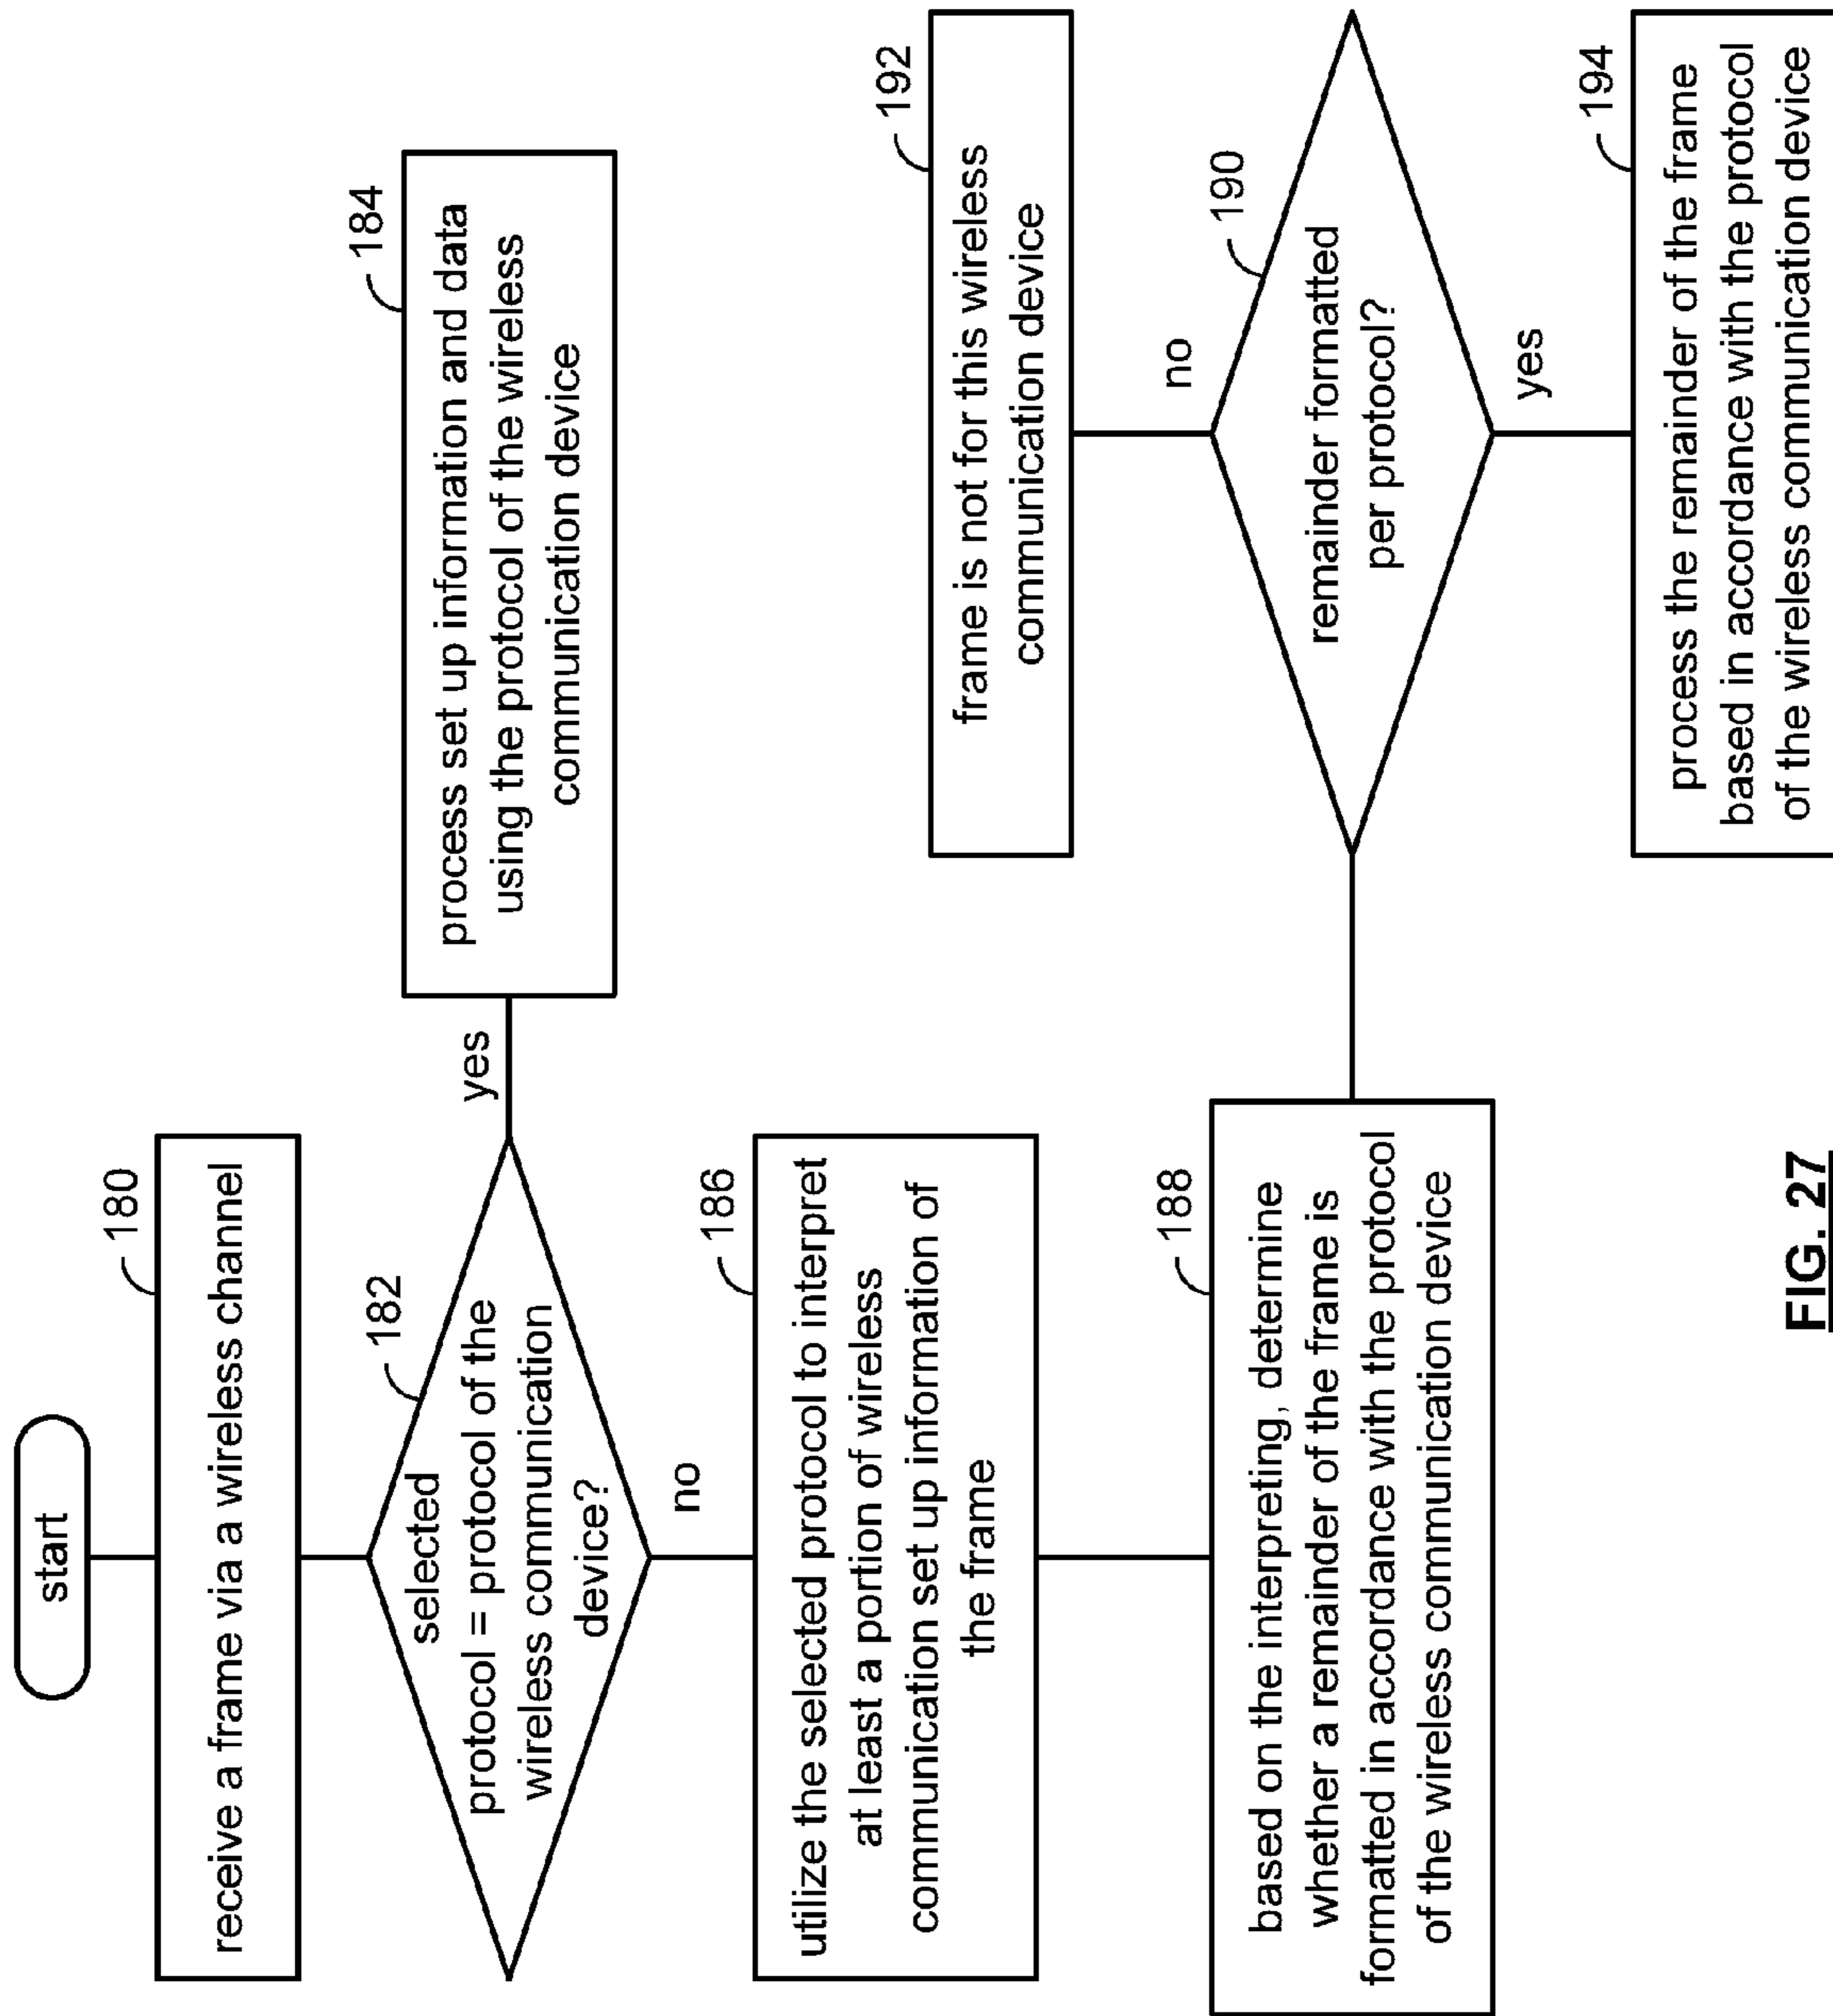 start
180
receive a frame via a wireless channel
182
selected
protocol = protocol of the
wireless communication
device?
yes
184
process set up information and data
using the protocol of the wireless
communication device
no
186
utilize the selected protocol to interpret
at least a portion of wireless
communication set up information of
the frame
188
based on the interpreting, determine
whether a remainder of the frame is
formatted in accordance with the protocol
of the wireless communication device
190
remainder formatted
per protocol?
no
192
frame is not for this wireless
communication device
yes
194
process the remainder of the frame
based in accordance with the protocol
of the wireless communication device
FIG. 27